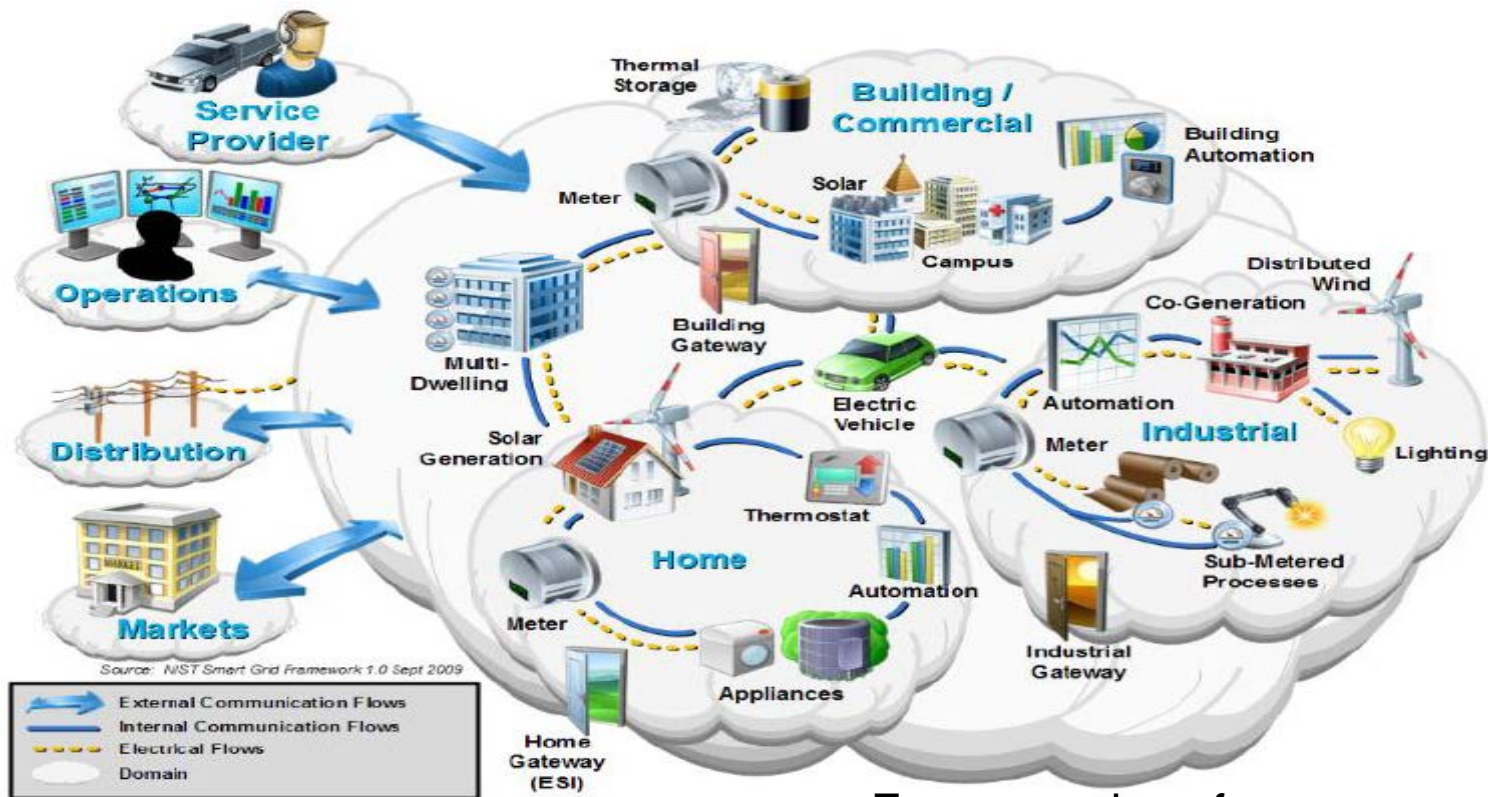 Service
Provider
Operations
Distribution
Markets
MARKET
Thermal
Storage
Building /
Commercial
Building
Automation
Meter
Solar
Campus
Building
Gateway
Multi-
Dwelling
Electric
Vehicle
Distributed
Wind
Co-Generation
Automation
Meter
Industrial
Lighting
Sub-Metered
Processes
Industrial
Gateway
Solar
Generation
Thermostat
Home
Automation
Meter
Appliances
Home
Gateway
(ESI)
Source: NIST Smart Grid Framework 1.0 Sept 2009
External Communication Flows
Internal Communication Flows
Electrical Flows
Domain